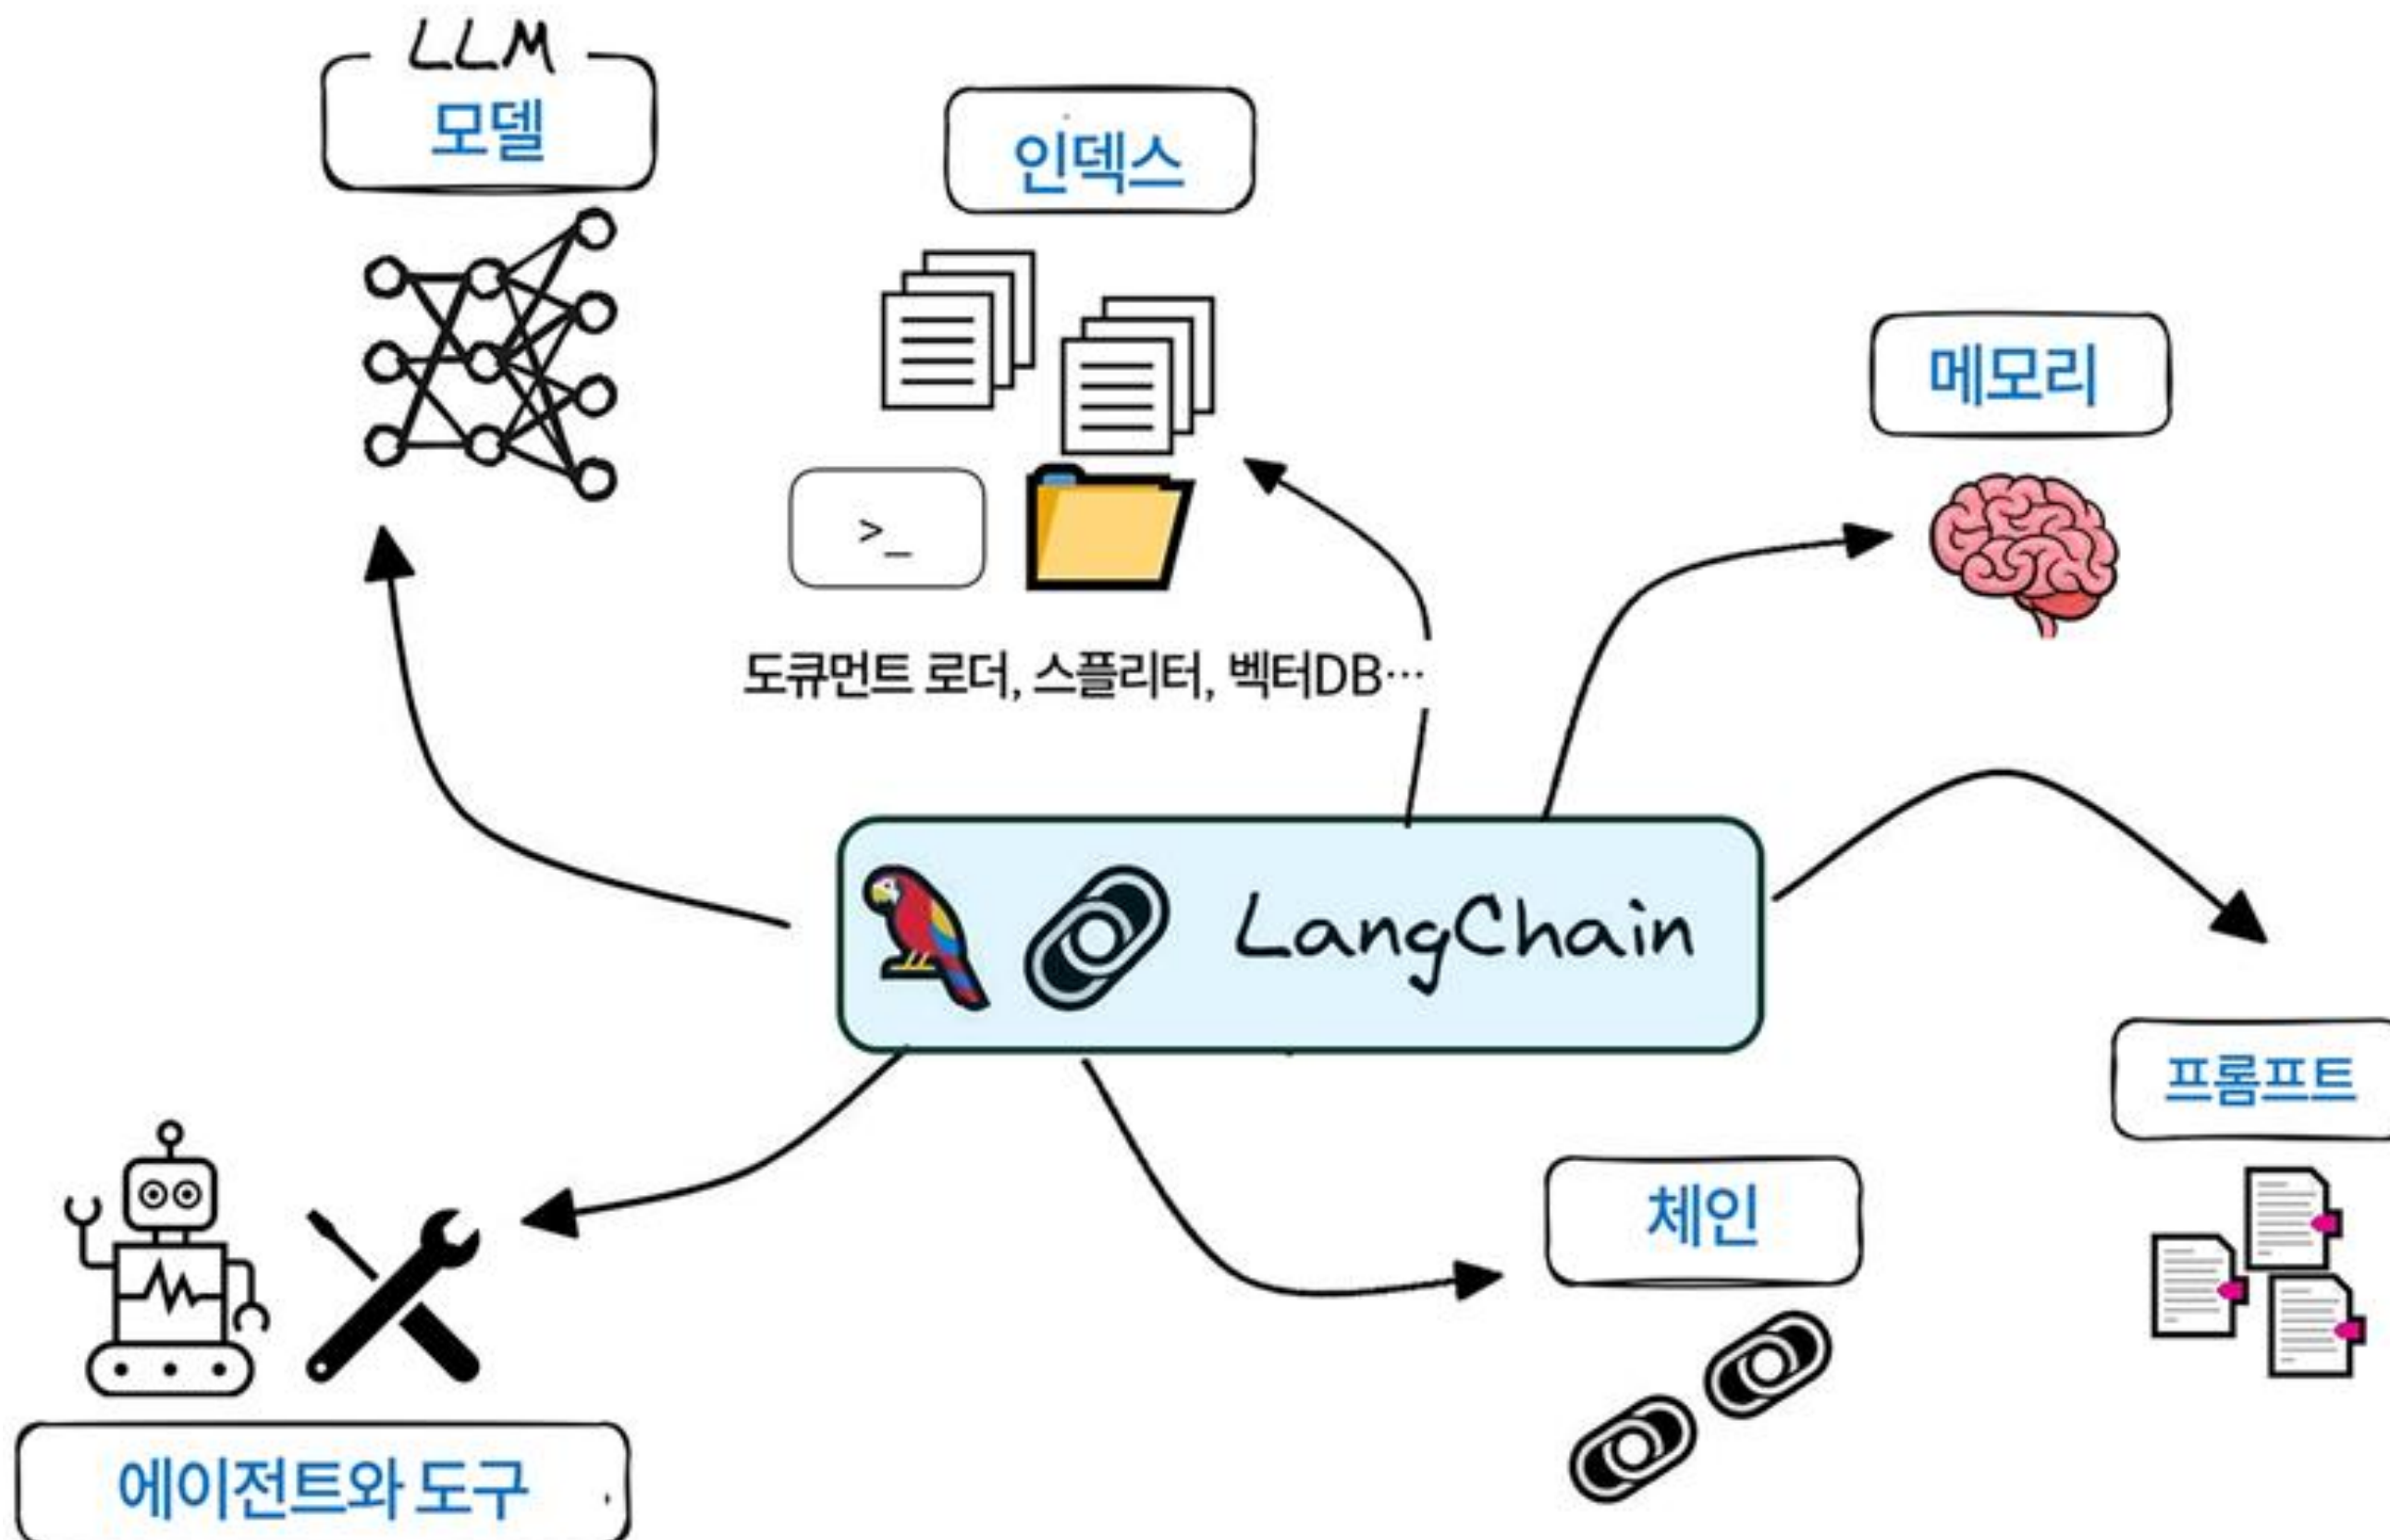 LLM
모델
인덱스
메모리
>_
도큐먼트 로더, 스플리터, 벡터DB…
LangChain
프롬프트
체인
에이전트와 도구